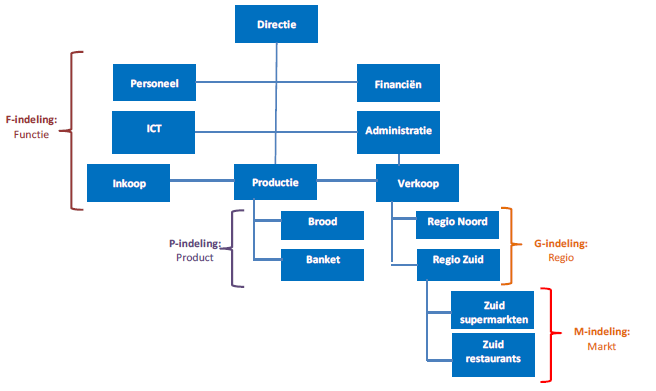 Directie
Personeel
Financiën
F-indeling:
Functie
ICT
Administratie
Inkoop
Productie
Verkoop
Brood
Regio Noord
P-indeling:
Product
G-indeling:
Regio
Banket
Regio Zuid
Zuid
supermarkten
M-indeling:
Markt
Zuid
restaurants